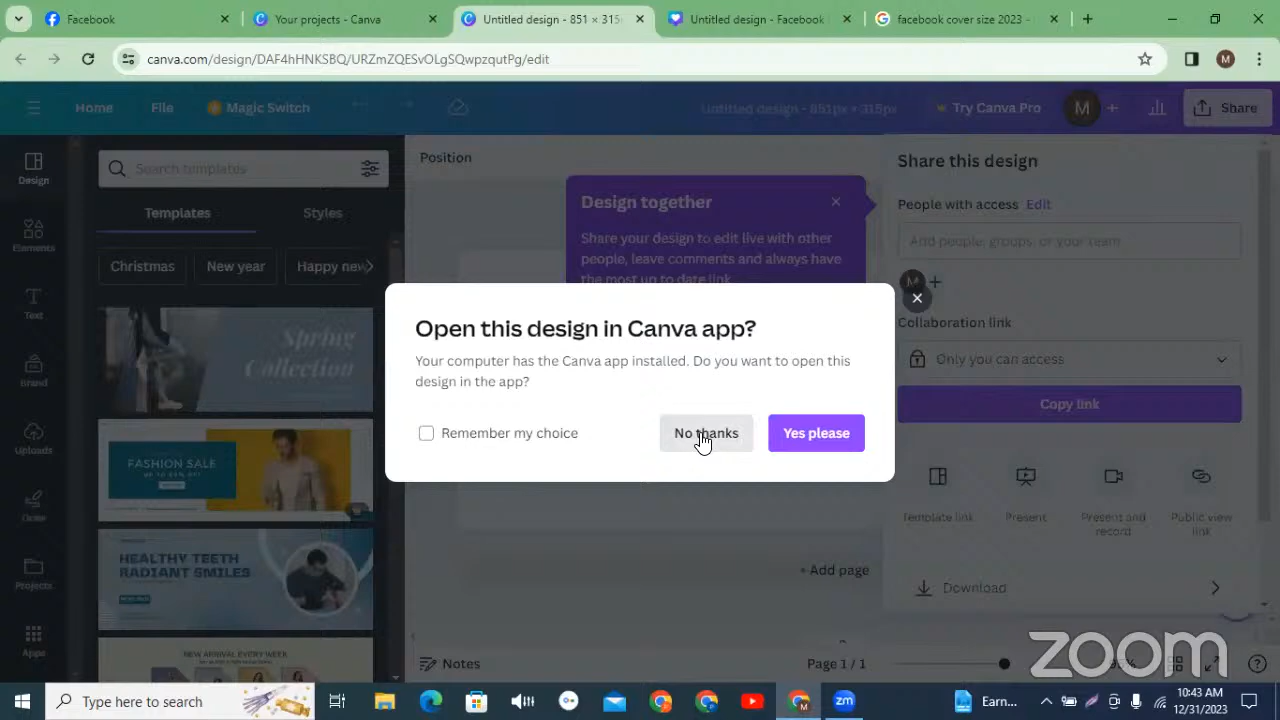 Facebook
Your projects - Canva
Untitled design - 851 × 315
Untitled design - Facebook
facebook cover size 2023 -
canva.com/design/DAF4hHNKSBQ/URZmZQESvOLgSQwpzqutPg/edit
M
Home
File
Magic Switch
Untitled design - 851px × 315px
Try Canva Pro
M
Share
Design
Search templates
Position
Share this design
Templates
Styles
Design together
People with access Edit
Elements
Share your design to edit live with other
people, leave comments and always have
the most up to date link
Add people, groups, or your team
Christmas
New year
Happy new
M
Text
Spring
Collection
Open this design in Canva app?
Collaboration link
Your computer has the Canva app installed. Do you want to open this
design in the app?
Only you can access
Brand
Copy link
Remember my choice
No thanks
Yes please
Uploads
FASHION SALE
Template link
Present
Present and
record
Public view
link
HEALTHY TEETH
RADIANT SMILES
Projects
+ Add page
Download
Apps
NEW ARRIVAL EVERY WEEK
Notes
Page 1 / 1
zoom
Type here to search
Earn...
10:43 AM
12/31/2023